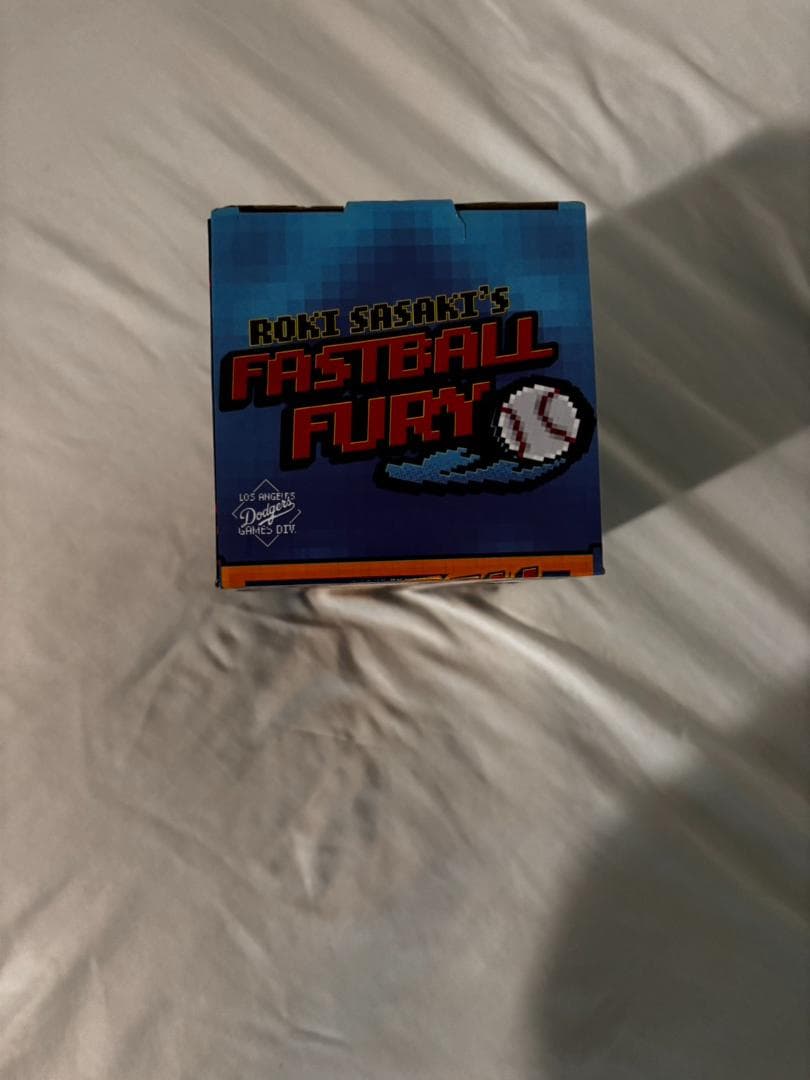 ROKI SASAKI'S
FASTBALL
FURY
LOS ANGELES
Dodgers
GAMES DIV.